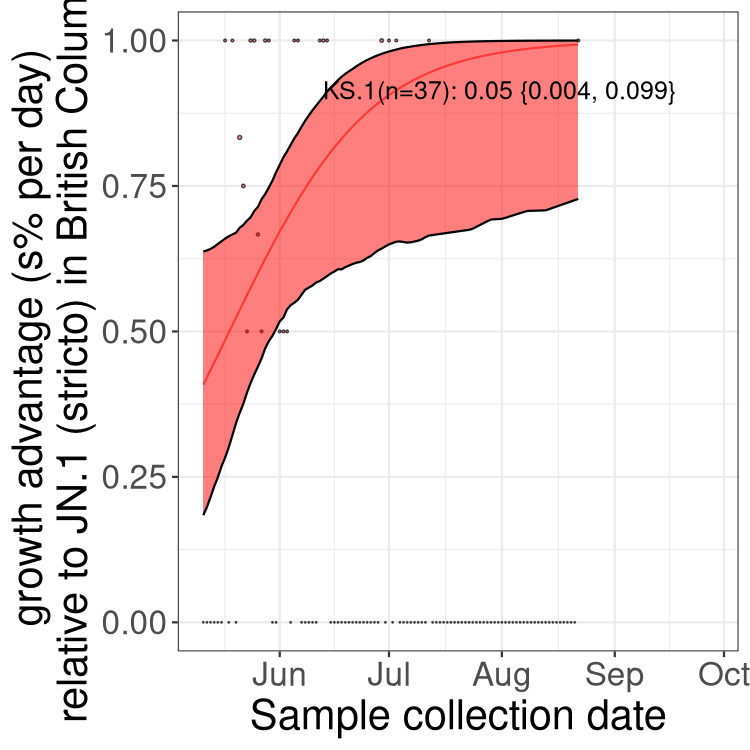 growth advantage (s% per day)
relative to JN.1 (stricto) in British Colum
1.00
0.75
0.50
0.25
0.00
KS.1(n=37): 0.05 {0.004, 0.099}
Jun Jul Aug Sep Oct
Sample collection date